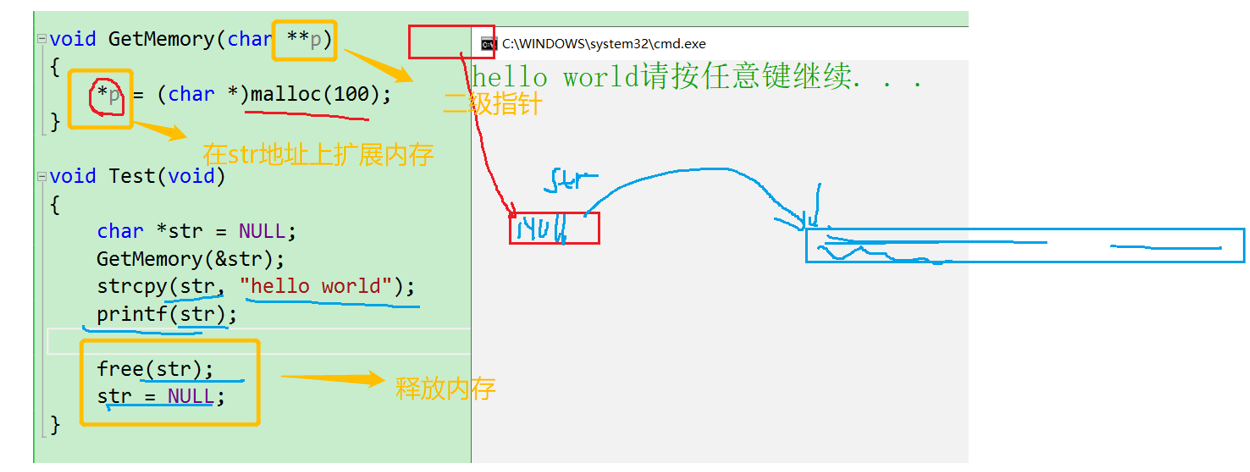 void GetMemory(char **p)
{
*p = (char *)malloc(100);
}
二级指针
在str地址上扩展内存
void Test(void)
{
char *str = NULL;
GetMemory(&str);
strcpy(str, "hello world");
printf(str);
free(str);
str = NULL;
}
释放内存
C:\WINDOWS\system32\cmd.exe
hello world请按任意键继续. . .
str
NUll